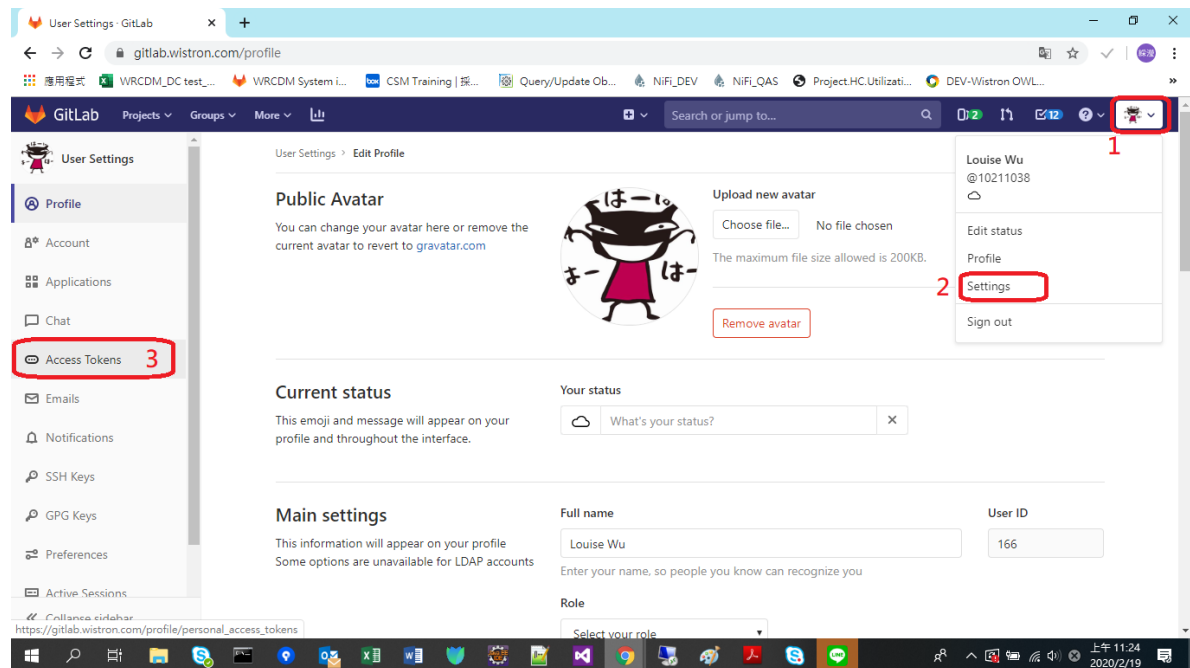 User Settings · GitLab
gitlab.wistron.com/profile
應用程式 WRCDM_DC test_... WRCDM System i... CSM Training | 採... Query/Update Ob... NiFi_DEV NiFi_QAS Project.HC.Utilizati... DEV-Wistron OWL... »
GitLab Projects Groups More Search or jump to... 2 12
1
User Settings
Profile
Account
Applications
Chat
Access Tokens 3
Emails
Notifications
SSH Keys
GPG Keys
Preferences
Active Sessions
Collapse sidebar
User Settings > Edit Profile
Public Avatar
You can change your avatar here or remove the
current avatar to revert to gravatar.com
はーい
はー
まー
Upload new avatar
Choose file... No file chosen
The maximum file size allowed is 200KB.
Remove avatar
Louise Wu
@10211038
Edit status
Profile
2 Settings
Sign out
Current status
This emoji and message will appear on your
profile and throughout the interface.
Your status
What's your status?
Main settings
This information will appear on your profile
Some options are unavailable for LDAP accounts
Full name
Louise Wu
Enter your name, so people you know can recognize you
User ID
166
Role
Select your role
https://gitlab.wistron.com/profile/personal_access_tokens
上午 11:24
2020/2/19